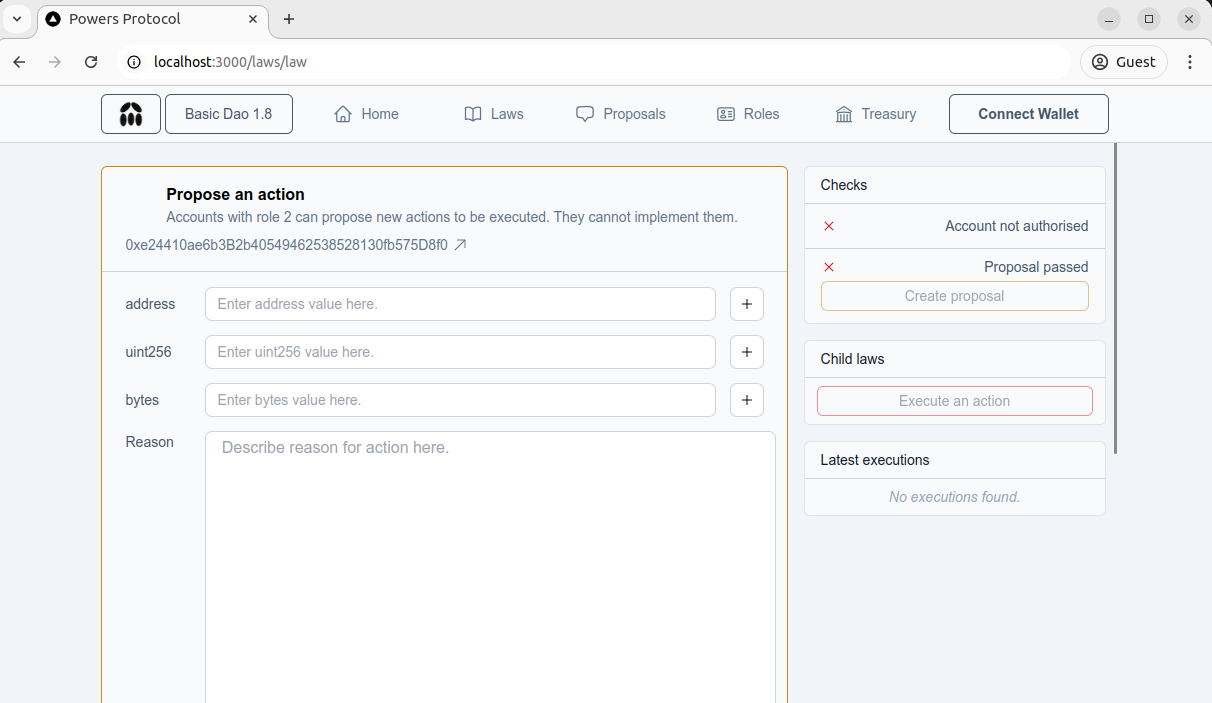 Powers Protocol
localhost:3000/laws/law
Guest
Basic Dao 1.8
Home
Laws
Proposals
Roles
Treasury
Connect Wallet
Propose an action
Accounts with role 2 can propose new actions to be executed. They cannot implement them.
0xe24410ae6b3B2b40549462538528130fb575D8f0
address
Enter address value here.
uint256
Enter uint256 value here.
bytes
Enter bytes value here.
Reason
Describe reason for action here.
Checks
Account not authorised
Proposal passed
Create proposal
Child laws
Execute an action
Latest executions
No executions found.